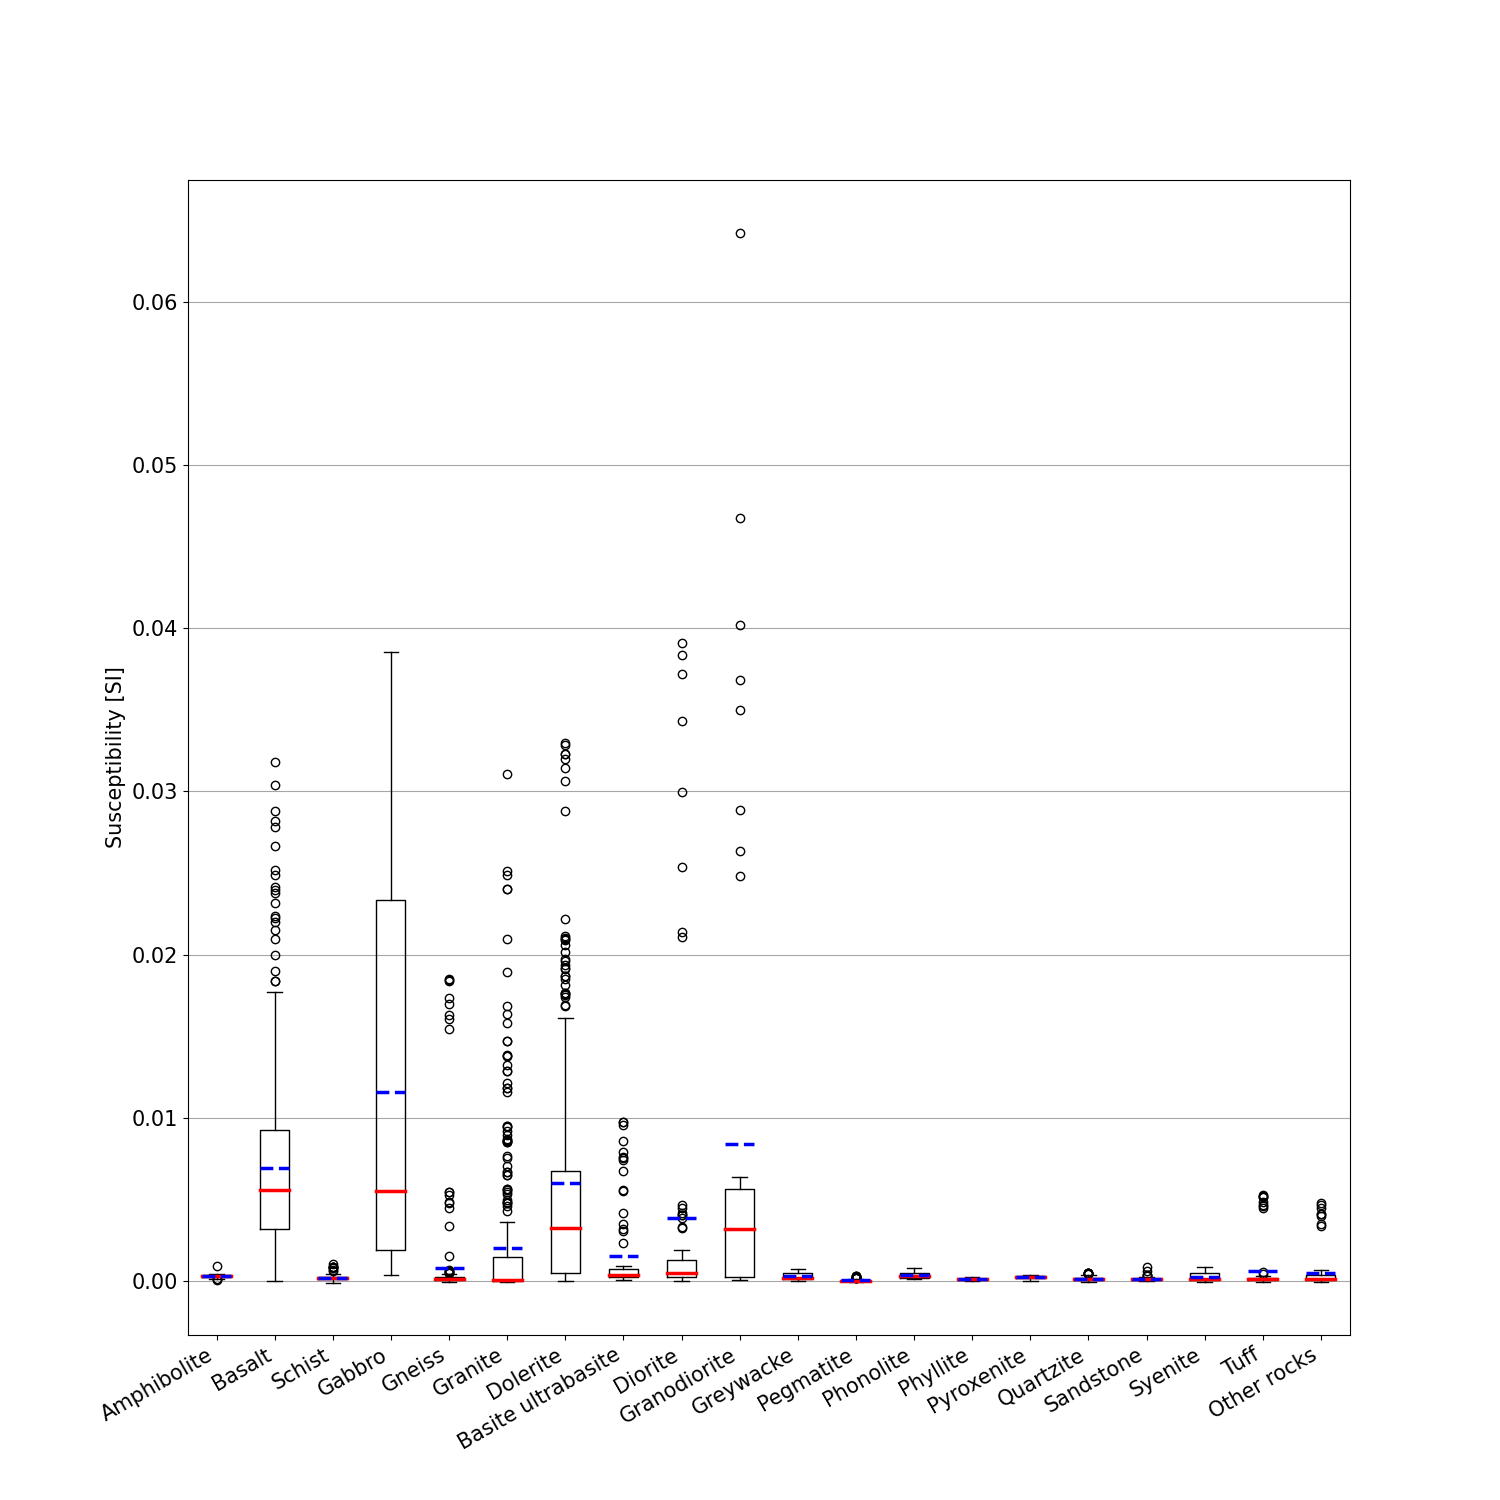 0.06
0.05
0.04
0.03
0.02
0.01
0.00
Susceptibility [SI]
Amphibolite
Basalt
Schist
Gabbro
Gneiss
Granite
Dolerite
Basite ultrabasite
Diorite
Granodiorite
Greywacke
Pegmatite
Phonolite
Phyllite
Pyroxenite
Quartzite
Sandstone
Syenite
Tuff
Other rocks